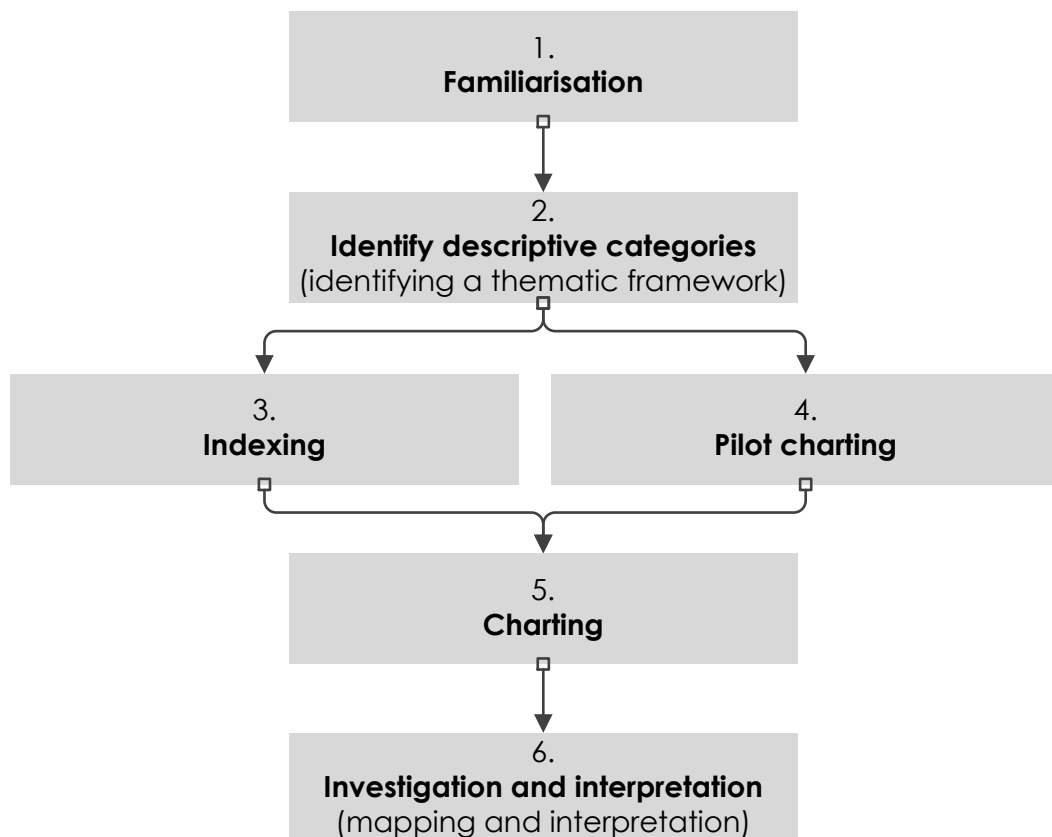 1.
Familiarisation
2.
Identify descriptive categories
(identifying a thematic framework)
3.
Indexing
4.
Pilot charting
5.
Charting
6.
Investigation and interpretation
(mapping and interpretation)